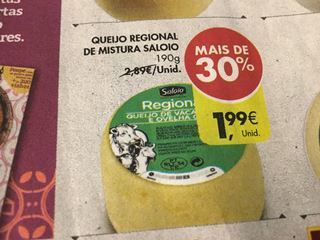 tas
rtas
o
res.
QUEIJO REGIONAL
DE MISTURA SALOIO
190g
2,89€/Unid.
MAIS DE
30%
1,99€
Unid.
Saloio
Regional
QUEIJO DE VACA
E OVELHA